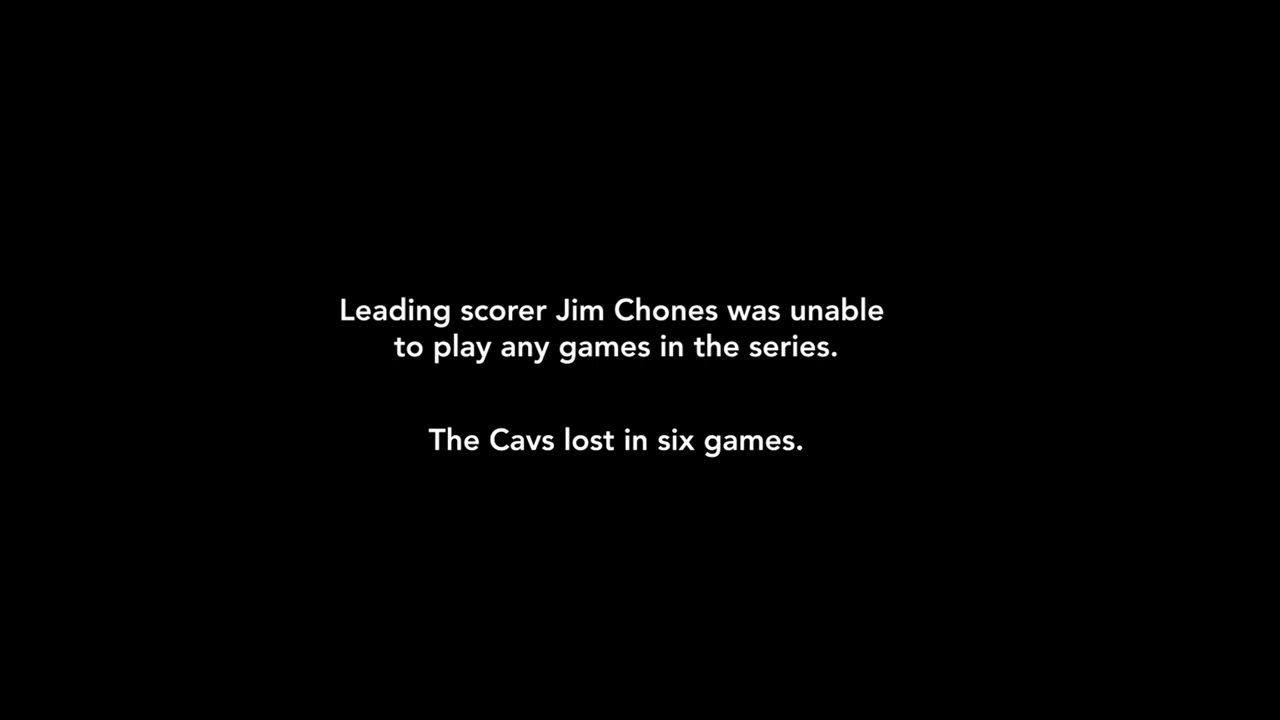 Leading scorer Jim Chones was unable
to play any games in the series.
The Cavs lost in six games.